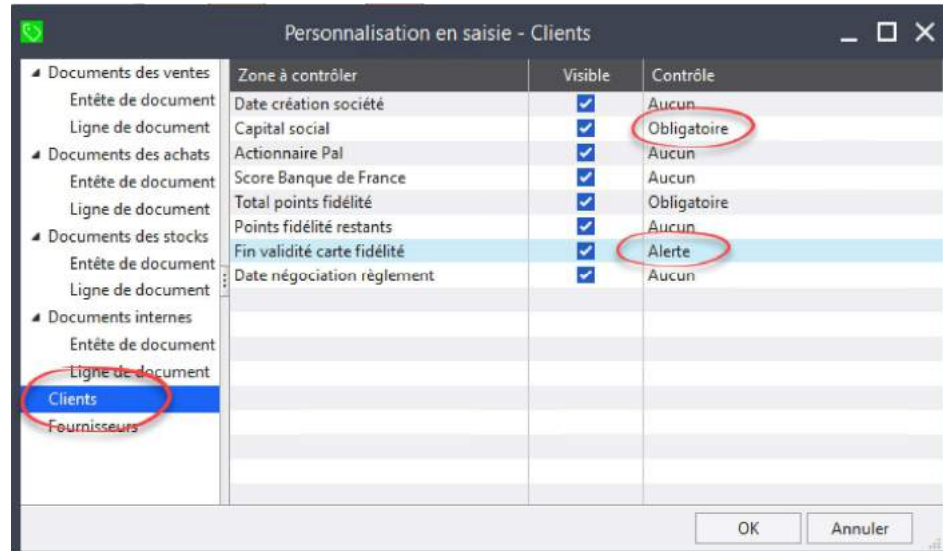 Personnalisation en saisie - Clients
Documents des ventes
Entête de document
Ligne de document
Documents des achats
Entête de document
Ligne de document
Documents des stocks
Entête de document
Ligne de document
Documents internes
Entête de document
Ligne de document
Clients
Fournisseurs
Zone à contrôler Visible Contrôle
Date création société Aucun
Capital social Obligatoire
Actionnaire Pal Aucun
Score Banque de France Aucun
Total points fidélité Obligatoire
Points fidélité restants Aucun
Fin validité carte fidélité Alerte
Date négociation règlement Aucun
OK Annuler